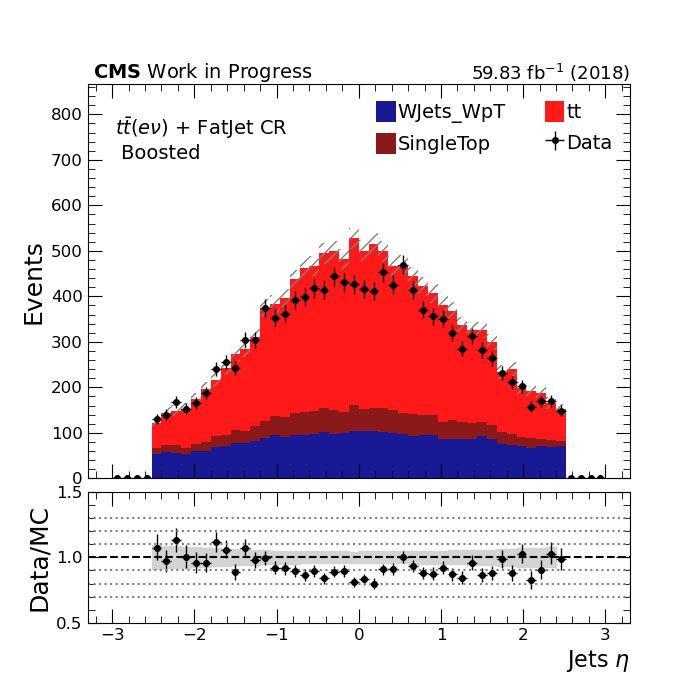 CMS Work in Progress 59.83 fb⁻¹ (2018)
tt̄(eν) + FatJet CR
Boosted
WJets_WpT tt
SingleTop Data
Events
800
700
600
500
400
300
200
100
0
Data/MC
1.5
1.0
0.5
−3 −2 −1 0 1 2 3
Jets η